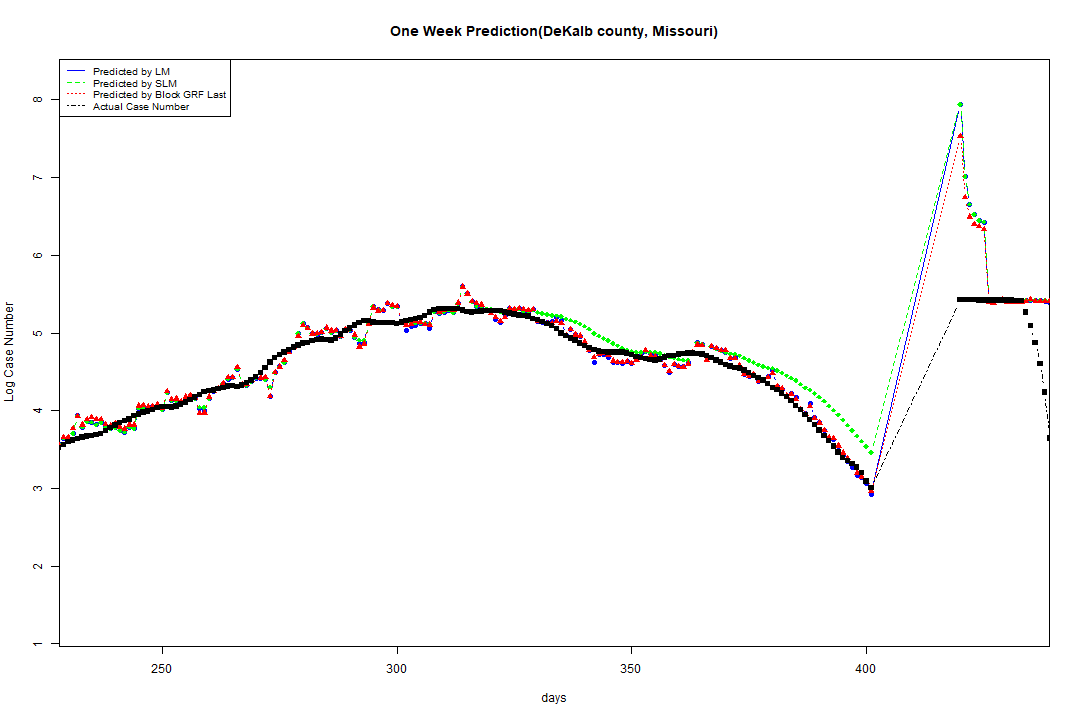 One Week Prediction(DeKalb county, Missouri)
Predicted by LM
Predicted by SLM
Predicted by Block GRF Last
Actual Case Number
8
7
6
5
4
3
2
1
Log Case Number
250 300 350 400
days